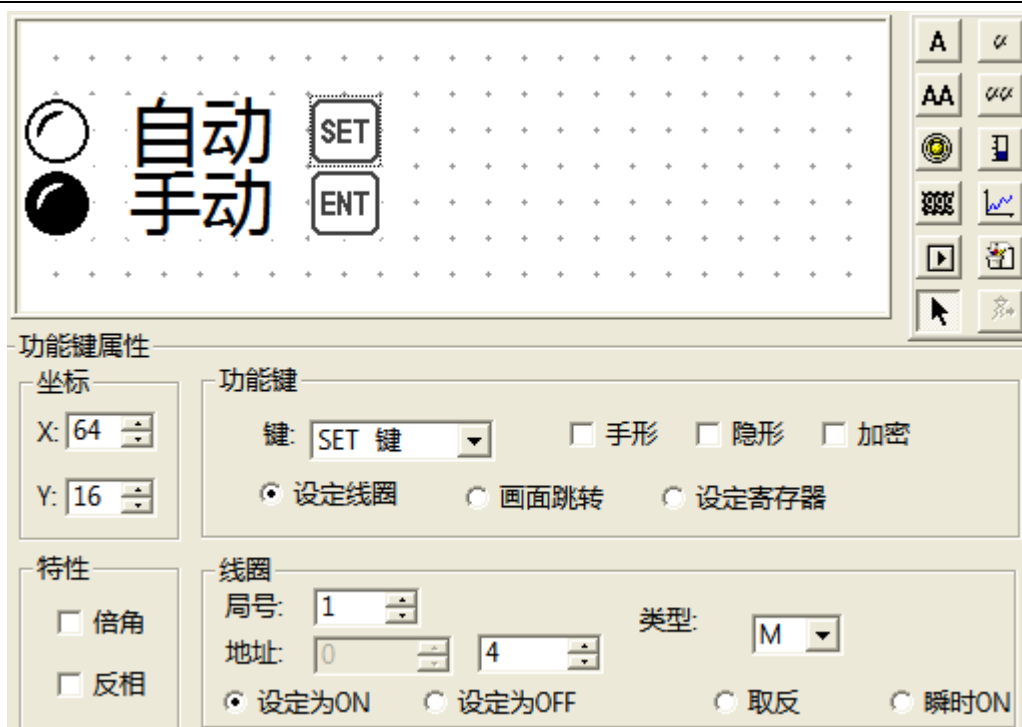 A
AA
自动 SET
手动 ENT
功能键属性
坐标
X: 64
Y: 16
功能键
键: SET 键 手形 隐形 加密
设定线圈 画面跳转 设定寄存器
特性
倍角
反相
线圈
局号: 1
类型: M
地址: 0 4
设定为ON 设定为OFF 取反 瞬时ON